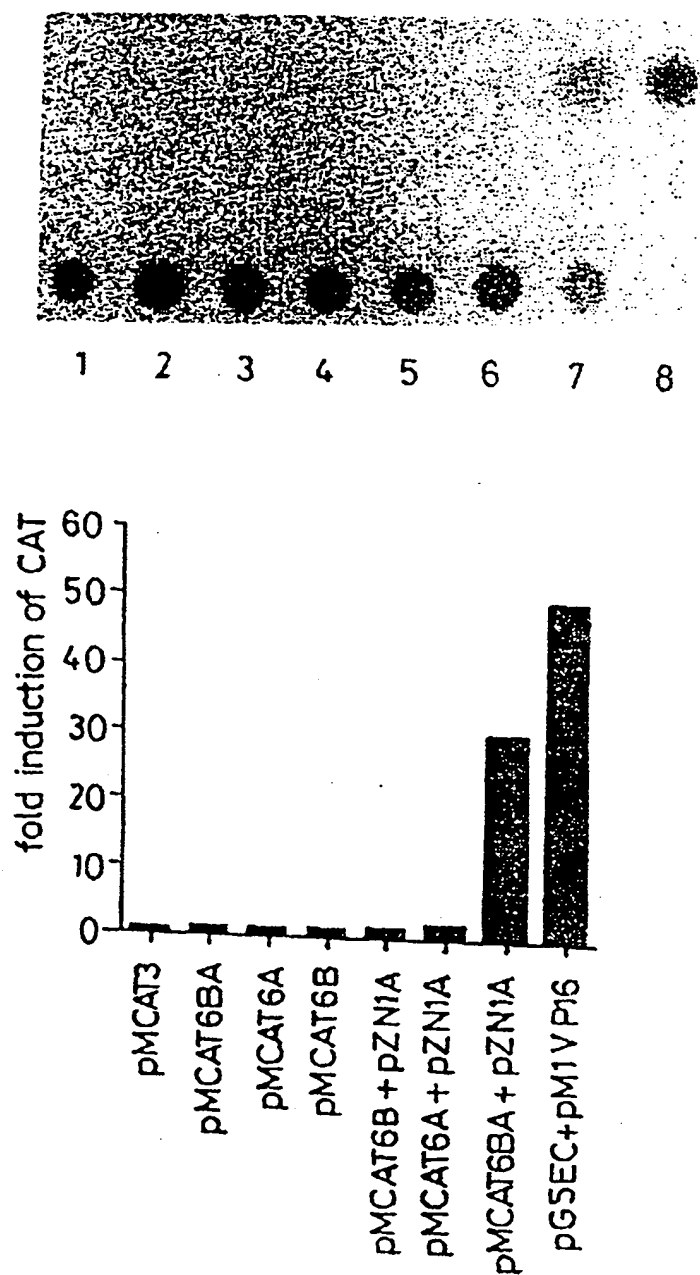 1 2 3 4 5 6 7 8
fold induction of CAT
60
50
40
30
20
10
0
pMCAT3
pMCAT6BA
pMCAT6A
pMCAT6B
pMCAT6B+pZN1A
pMCAT6A+pZN1A
pMCAT6BA+pZN1A
pG5EC+pM1VP16